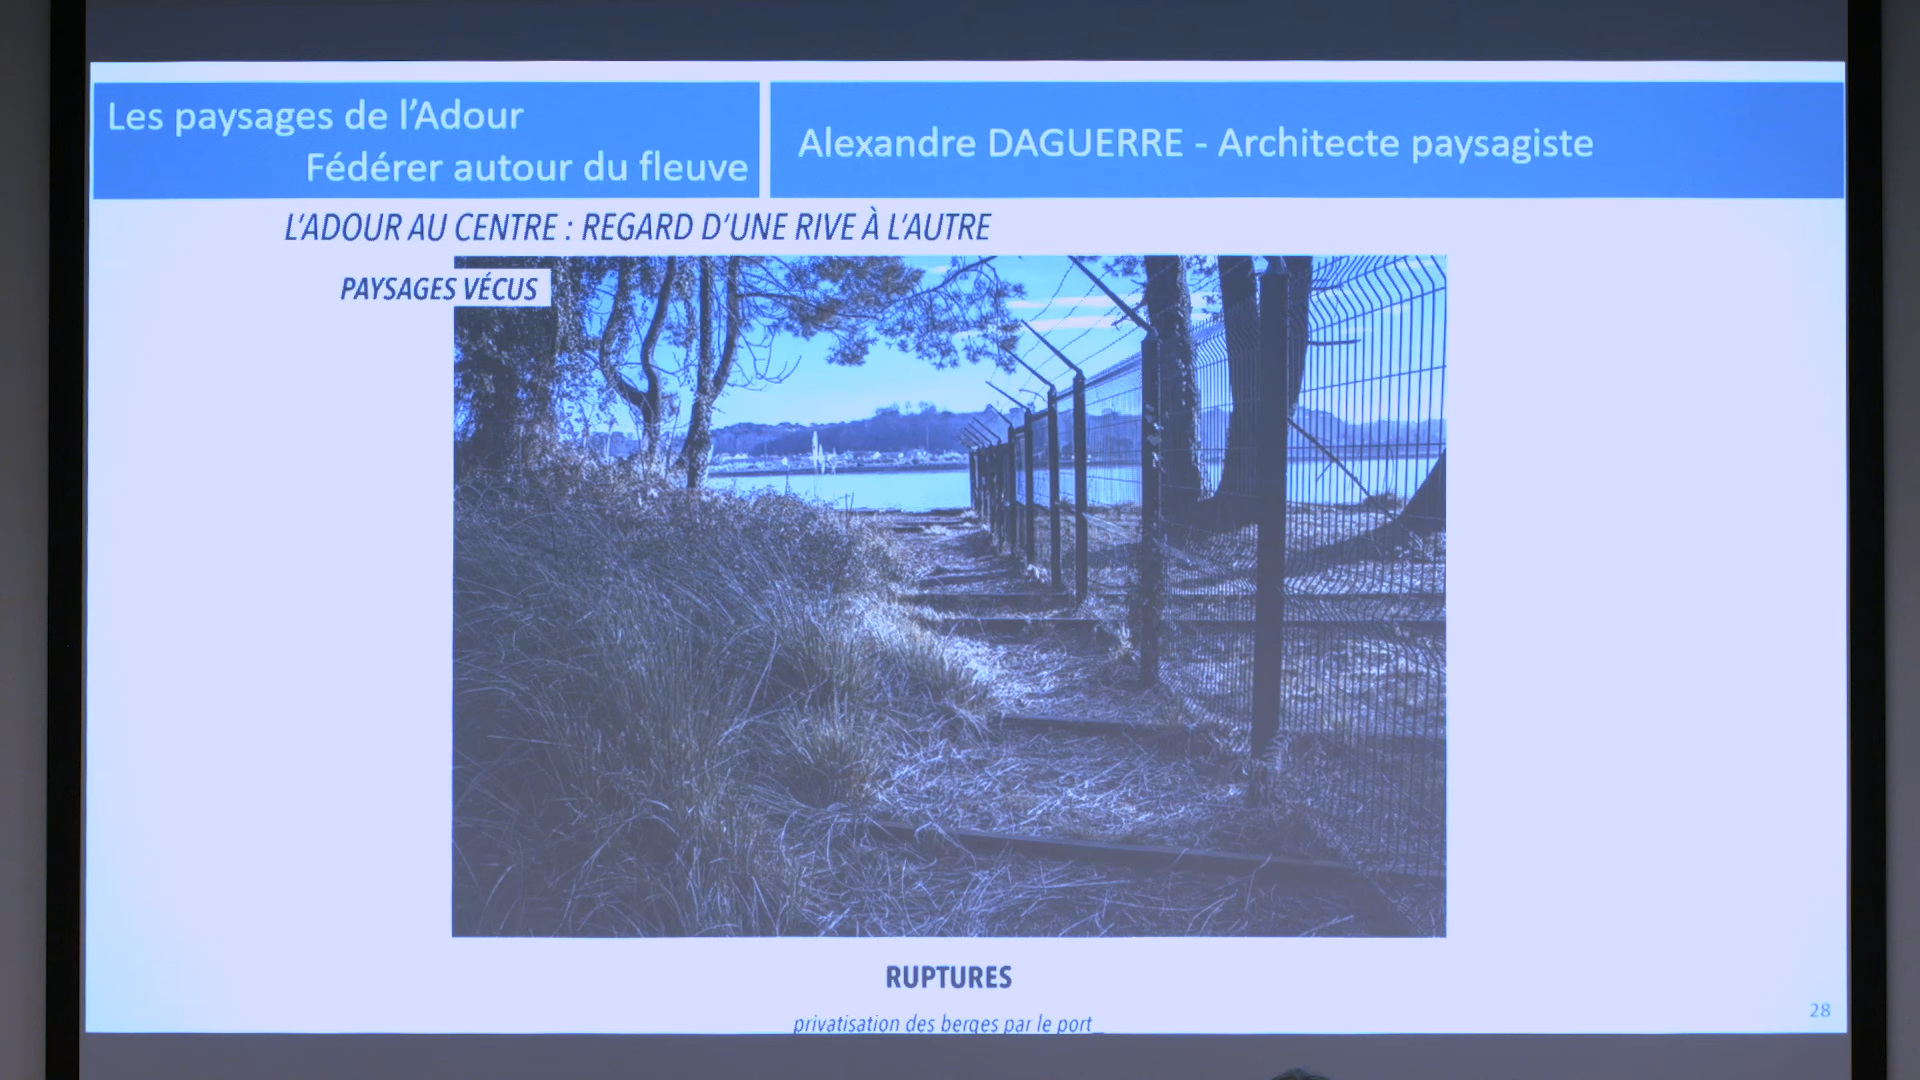 Les paysages de l'Adour
Fédérer autour du fleuve
Alexandre DAGUERRE - Architecte paysagiste
L'ADOUR AU CENTRE : REGARD D'UNE RIVE À L'AUTRE
PAYSAGES VÉCUS
RUPTURES
privatisation des berges par le port
28